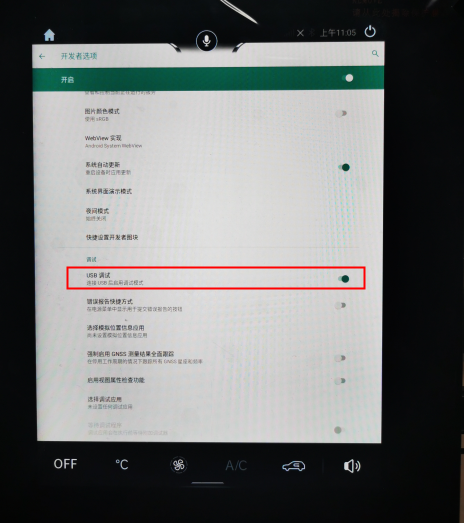 上午11:05
← 开发者选项
开启
图片颜色模式
使用 sRGB
WebView 实现
Android System WebView
系统自动更新
重启设备时应用更新
系统界面演示模式
夜间模式
始终关闭
快捷设置开发者图块
调试
USB 调试
连接 USB 后启用调试模式
错误报告快捷方式
在电源菜单中显示用于提交错误报告的按钮
选择模拟位置信息应用
尚未设置模拟位置信息应用
强制启用 GNSS 测量结果全面跟踪
在停用工作周期的情况下跟踪所有 GNSS 星座和频率
启用视图属性检查功能
选择调试应用
未设置任何调试应用
OFF
°C
A/C